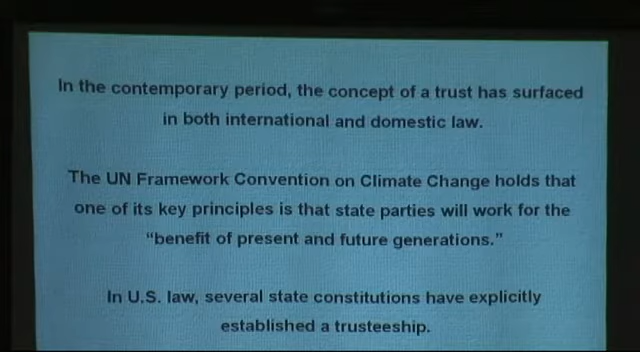 In the contemporary period, the concept of a trust has surfaced
in both international and domestic law.
The UN Framework Convention on Climate Change holds that
one of its key principles is that state parties will work for the
“benefit of present and future generations.”
In U.S. law, several state constitutions have explicitly
established a trusteeship.